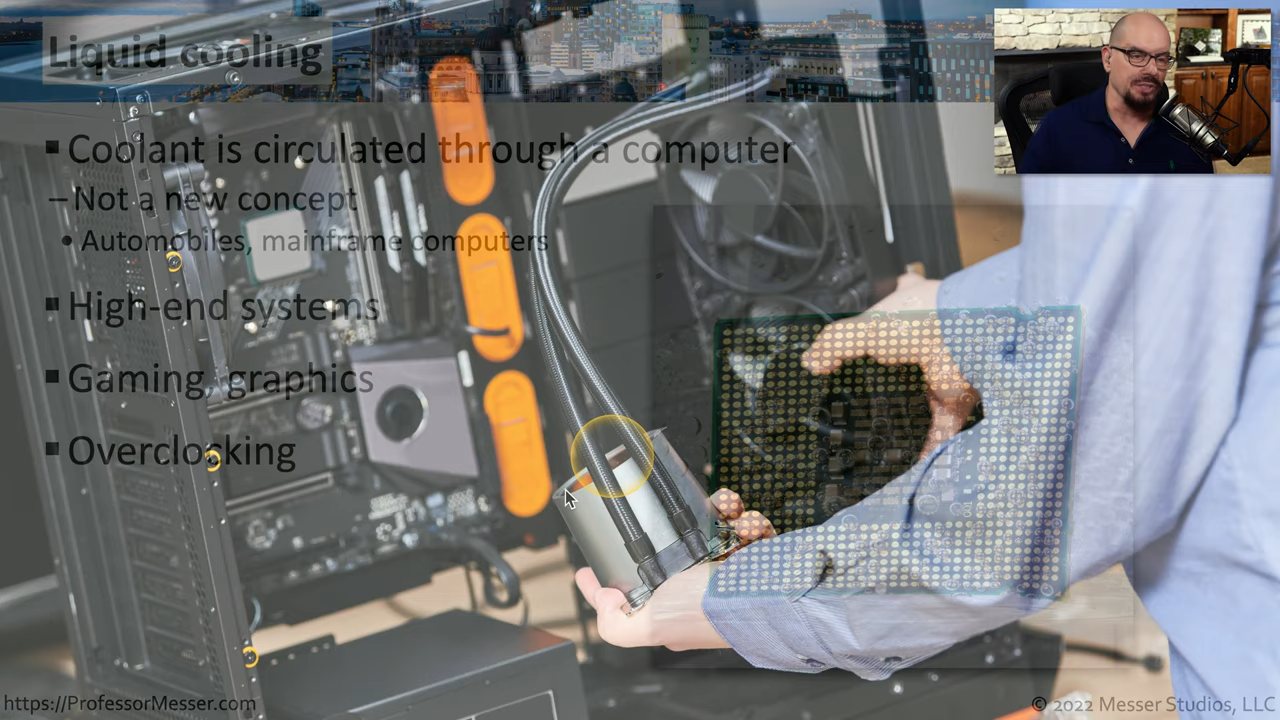 Liquid cooling
▪ Coolant is circulated through a computer
– Not a new concept
• Automobiles, mainframe computers
▪ High-end systems
▪ Gaming, graphics
▪ Overclocking
https://ProfessorMesser.com
© 2022 Messer Studios, LLC